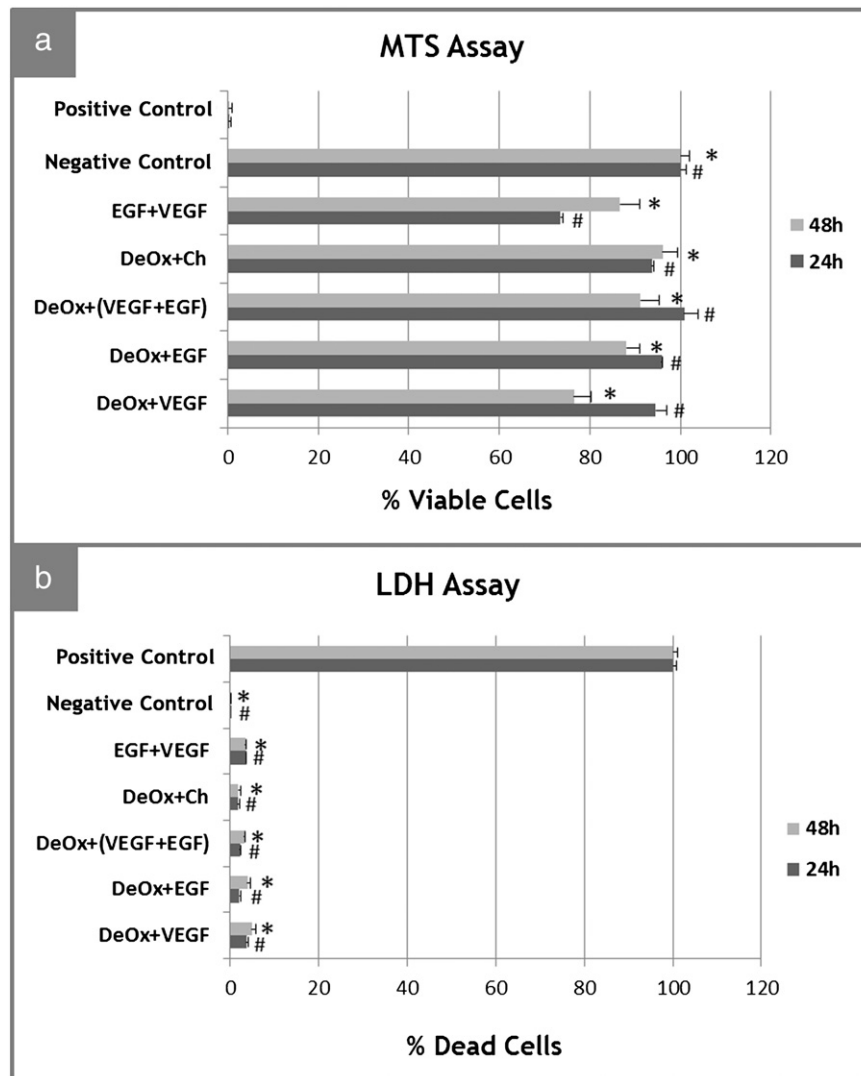 a
MTS Assay
Positive Control
Negative Control
*
#
EGF+VEGF
*
#
DeOx+Ch
*
#
DeOx+(VEGF+EGF)
*
#
DeOx+EGF
*
#
DeOx+VEGF
*
#
48h
24h
0 20 40 60 80 100 120
% Viable Cells
b
LDH Assay
Positive Control
Negative Control
*
#
EGF+VEGF
*
#
DeOx+Ch
*
#
DeOx+(VEGF+EGF)
*
#
DeOx+EGF
*
#
DeOx+VEGF
*
#
48h
24h
0 20 40 60 80 100 120
% Dead Cells